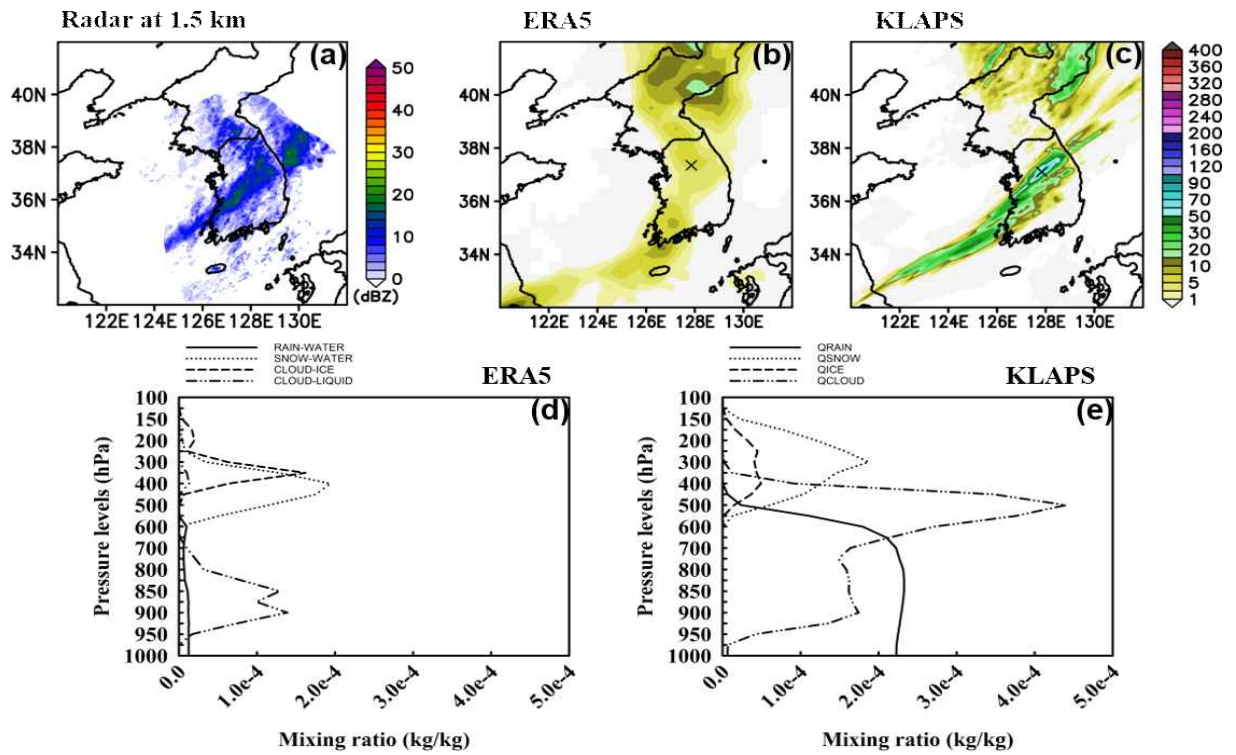 Radar at 1.5 km
ERA5
KLAPS
(a)
50
40
30
20
10
0
(dBZ)
40N
38N
36N
34N
122E 124E 126E 128E 130E
(b)
40N
38N
36N
34N
122E 124E 126E 128E 130E
(c)
40N
38N
36N
34N
122E 124E 126E 128E 130E
400
360
320
280
240
200
160
120
90
70
50
30
20
10
5
1
RAIN-WATER
SNOW-WATER
CLOUD-ICE
CLOUD-LIQUID
ERA5
(d)
Pressure levels (hPa)
100
150
200
300
400
500
600
700
800
850
900
950
1000
0.0
1.0e-4
2.0e-4
3.0e-4
4.0e-4
5.0e-4
Mixing ratio (kg/kg)
QRAIN
QSNOW
QICE
QCLOUD
KLAPS
(e)
Pressure levels (hPa)
100
150
200
300
400
500
600
700
800
850
900
950
1000
0.0
1.0e-4
2.0e-4
3.0e-4
4.0e-4
5.0e-4
Mixing ratio (kg/kg)